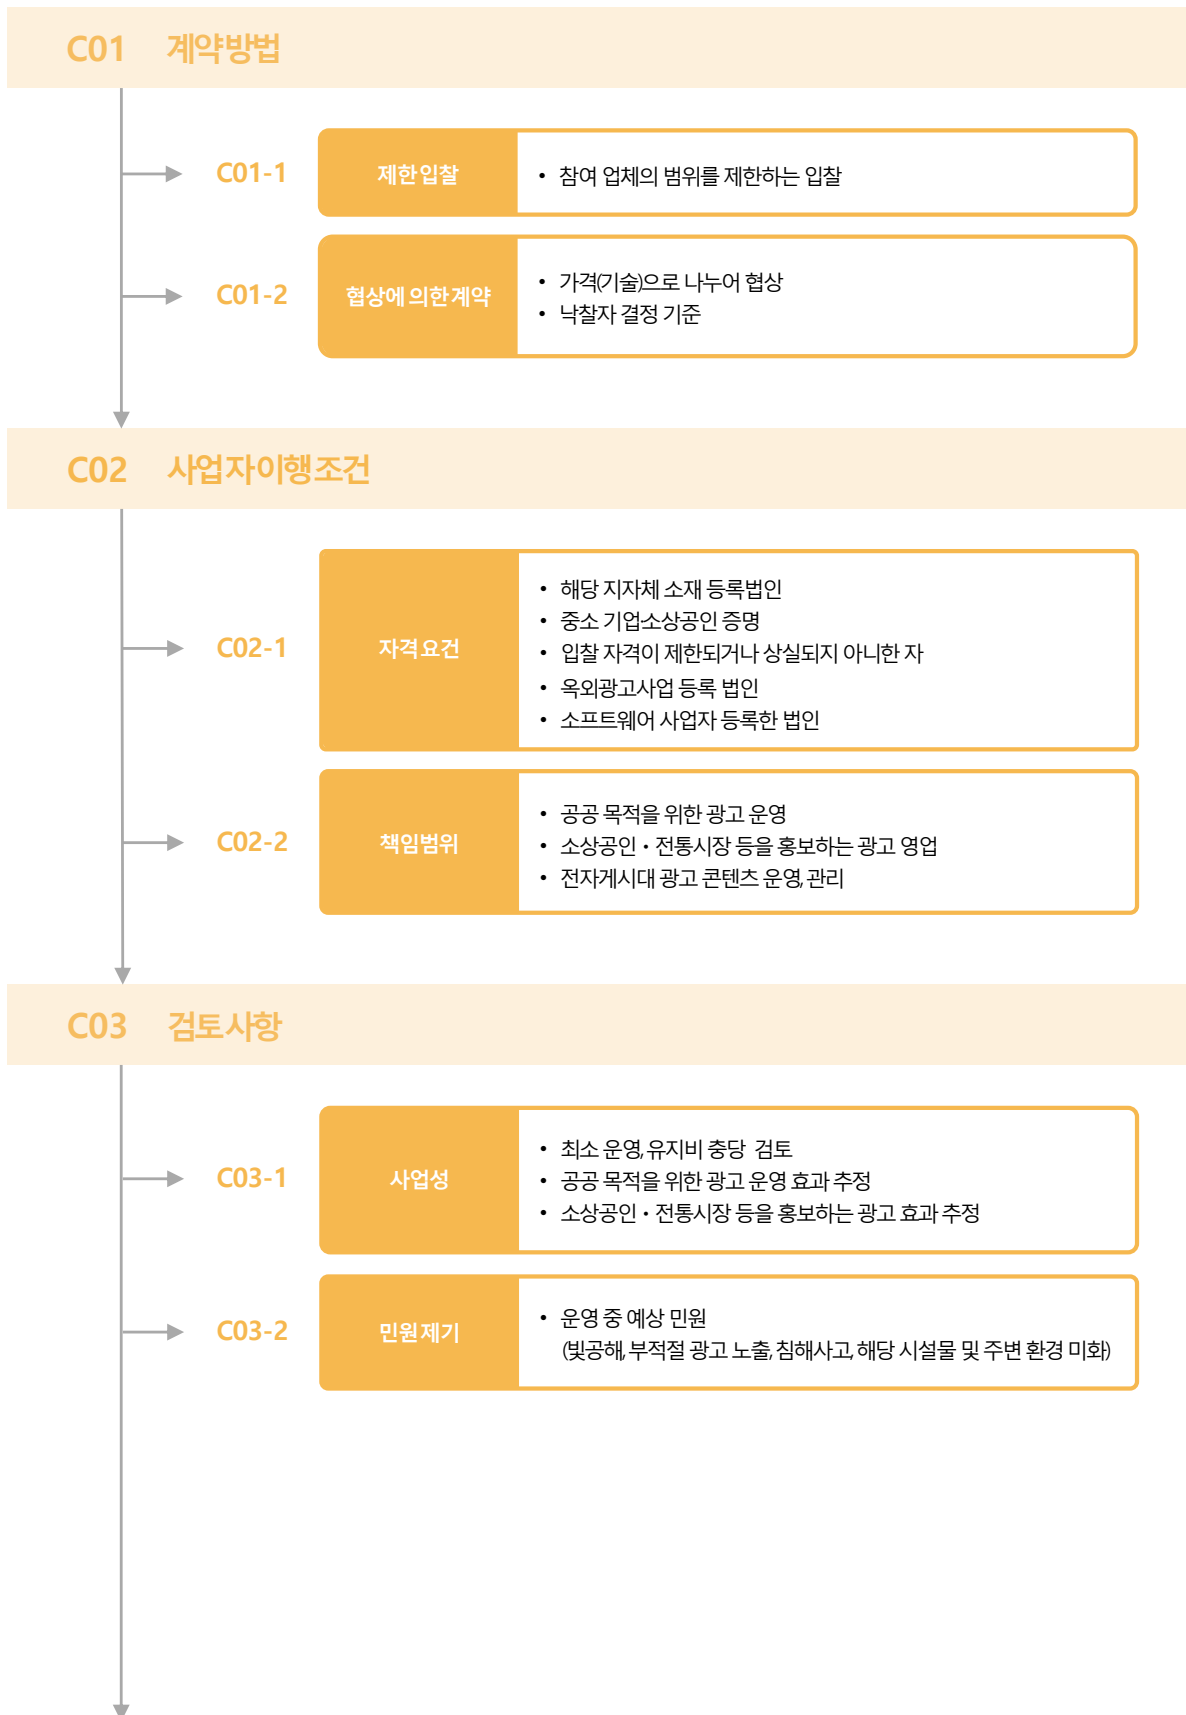 C01 계약방법
C01-1 제한입찰
• 참여 업체의 범위를 제한하는 입찰
C01-2 협상에 의한 계약
• 가격(기술)으로 나누어 협상
• 낙찰자 결정 기준
C02 사업자 이행조건
C02-1 자격요건
• 해당 지자체 소재 등록법인
• 중소 기업소상공인 증명
• 입찰 자격이 제한되거나 상실되지 아니한 자
• 옥외광고사업 등록 법인
• 소프트웨어 사업자 등록한 법인
C02-2 책임범위
• 공공 목적을 위한 광고 운영
• 소상공인・전통시장 등을 홍보하는 광고 영업
• 전자게시대 광고 콘텐츠 운영, 관리
C03 검토사항
C03-1 사업성
• 최소 운영, 유지비 충당 검토
• 공공 목적을 위한 광고 운영 효과 추정
• 소상공인・전통시장 등을 홍보하는 광고 효과 추정
C03-2 민원제기
• 운영 중 예상 민원
(빛공해, 부적절 광고 노출, 침해사고, 해당 시설물 및 주변 환경 미화)